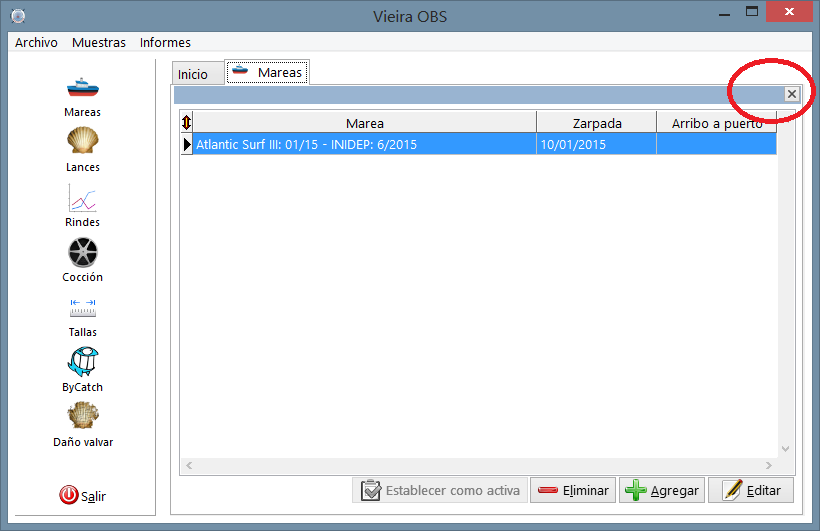 Vieira OBS
Archivo Muestras Informes
Inicio Mareas
Mareas
Lances
Rindes
Cocción
Tallas
ByCatch
Daño valvar
Salir
Marea Zarpada Arribo a puerto
Atlantic Surf III: 01/15 - INIDEP: 6/2015 10/01/2015
Establecer como activa Eliminar Agregar Editar